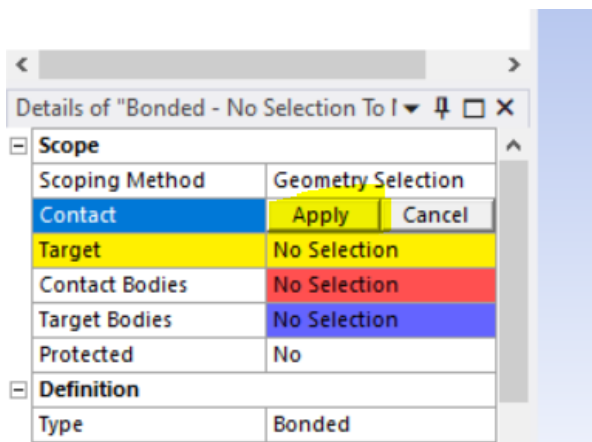 Details of "Bonded - No Selection To
Scope
Scoping Method Geometry Selection
Contact Apply Cancel
Target No Selection
Contact Bodies No Selection
Target Bodies No Selection
Protected No
Definition
Type Bonded